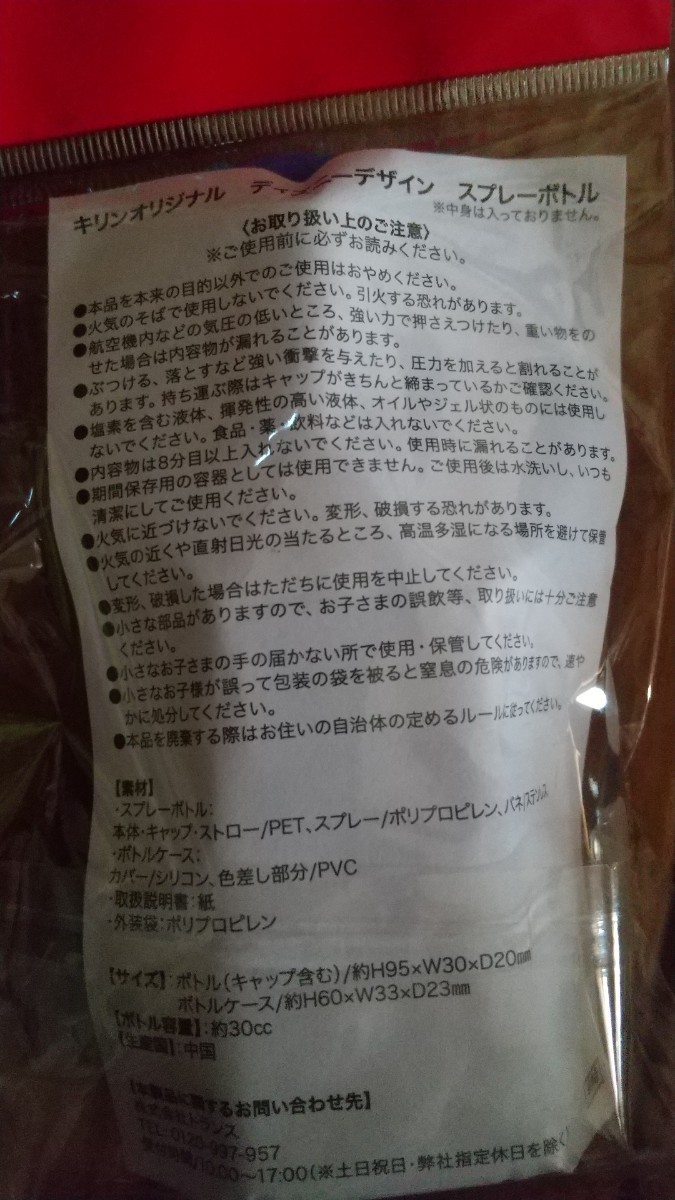 キリンオリジナル ディズニーデザイン スプレーボトル
※中身は入っておりません。
〈お取り扱い上のご注意〉
※ご使用前に必ずお読みください。
●本品を本来の目的以外でのご使用はおやめください。
●火気のそばで使用しないでください。引火する恐れがあります。
●航空機内などの気圧の低いところ、強い力で押さえつけたり、重い物をの
せた場合は内容物が漏れることがあります。
●ぶつける、落とすなど強い衝撃を与えたり、圧力を加えると割れることが
あります。持ち運ぶ際はキャップがきちんと締まっているかご確認ください。
●塩素を含む液体、揮発性の高い液体、オイルやジェル状のものには使用し
ないでください。食品・薬・飲料などは入れないでください。
●内容物は8分目以上入れないでください。使用時に漏れることがあります。
●期間保存用の容器としては使用できません。ご使用後は水洗いし、いつも
清潔にしてご使用ください。
●火気に近づけないでください。変形、破損する恐れがあります。
●火気の近くや直射日光の当たるところ、高温多湿になる場所を避けて保管
してください。
●変形、破損した場合はただちに使用を中止してください。
●小さな部品がありますので、お子さまの誤飲等、取り扱いには十分ご注意
ください。
●小さなお子さまの手の届かない所で使用・保管してください。
●小さなお子様が誤って包装の袋を被ると窒息の危険がありますので、速や
かに処分してください。
●本品を廃棄する際はお住いの自治体の定めるルールに従ってください。
【素材】
・スプレーボトル:
本体・キャップ・ストロー/PET、スプレー/ポリプロピレン、バネ/ステンレス
・ボトルケース:
カバー/シリコン、色差し部分/PVC
・取扱説明書:紙
・外装袋:ポリプロピレン
【サイズ】:ボトル(キャップ含む)/約H95×W30×D20mm
ボトルケース/約H60×W33×D23mm
【ボトル容量】:約30cc
【生産国】:中国
【本製品に関するお問い合わせ先】
株式会社トランス
TEL:0120-997-957
受付時間/10:00〜17:00(※土日祝日・弊社指定休日を除く)